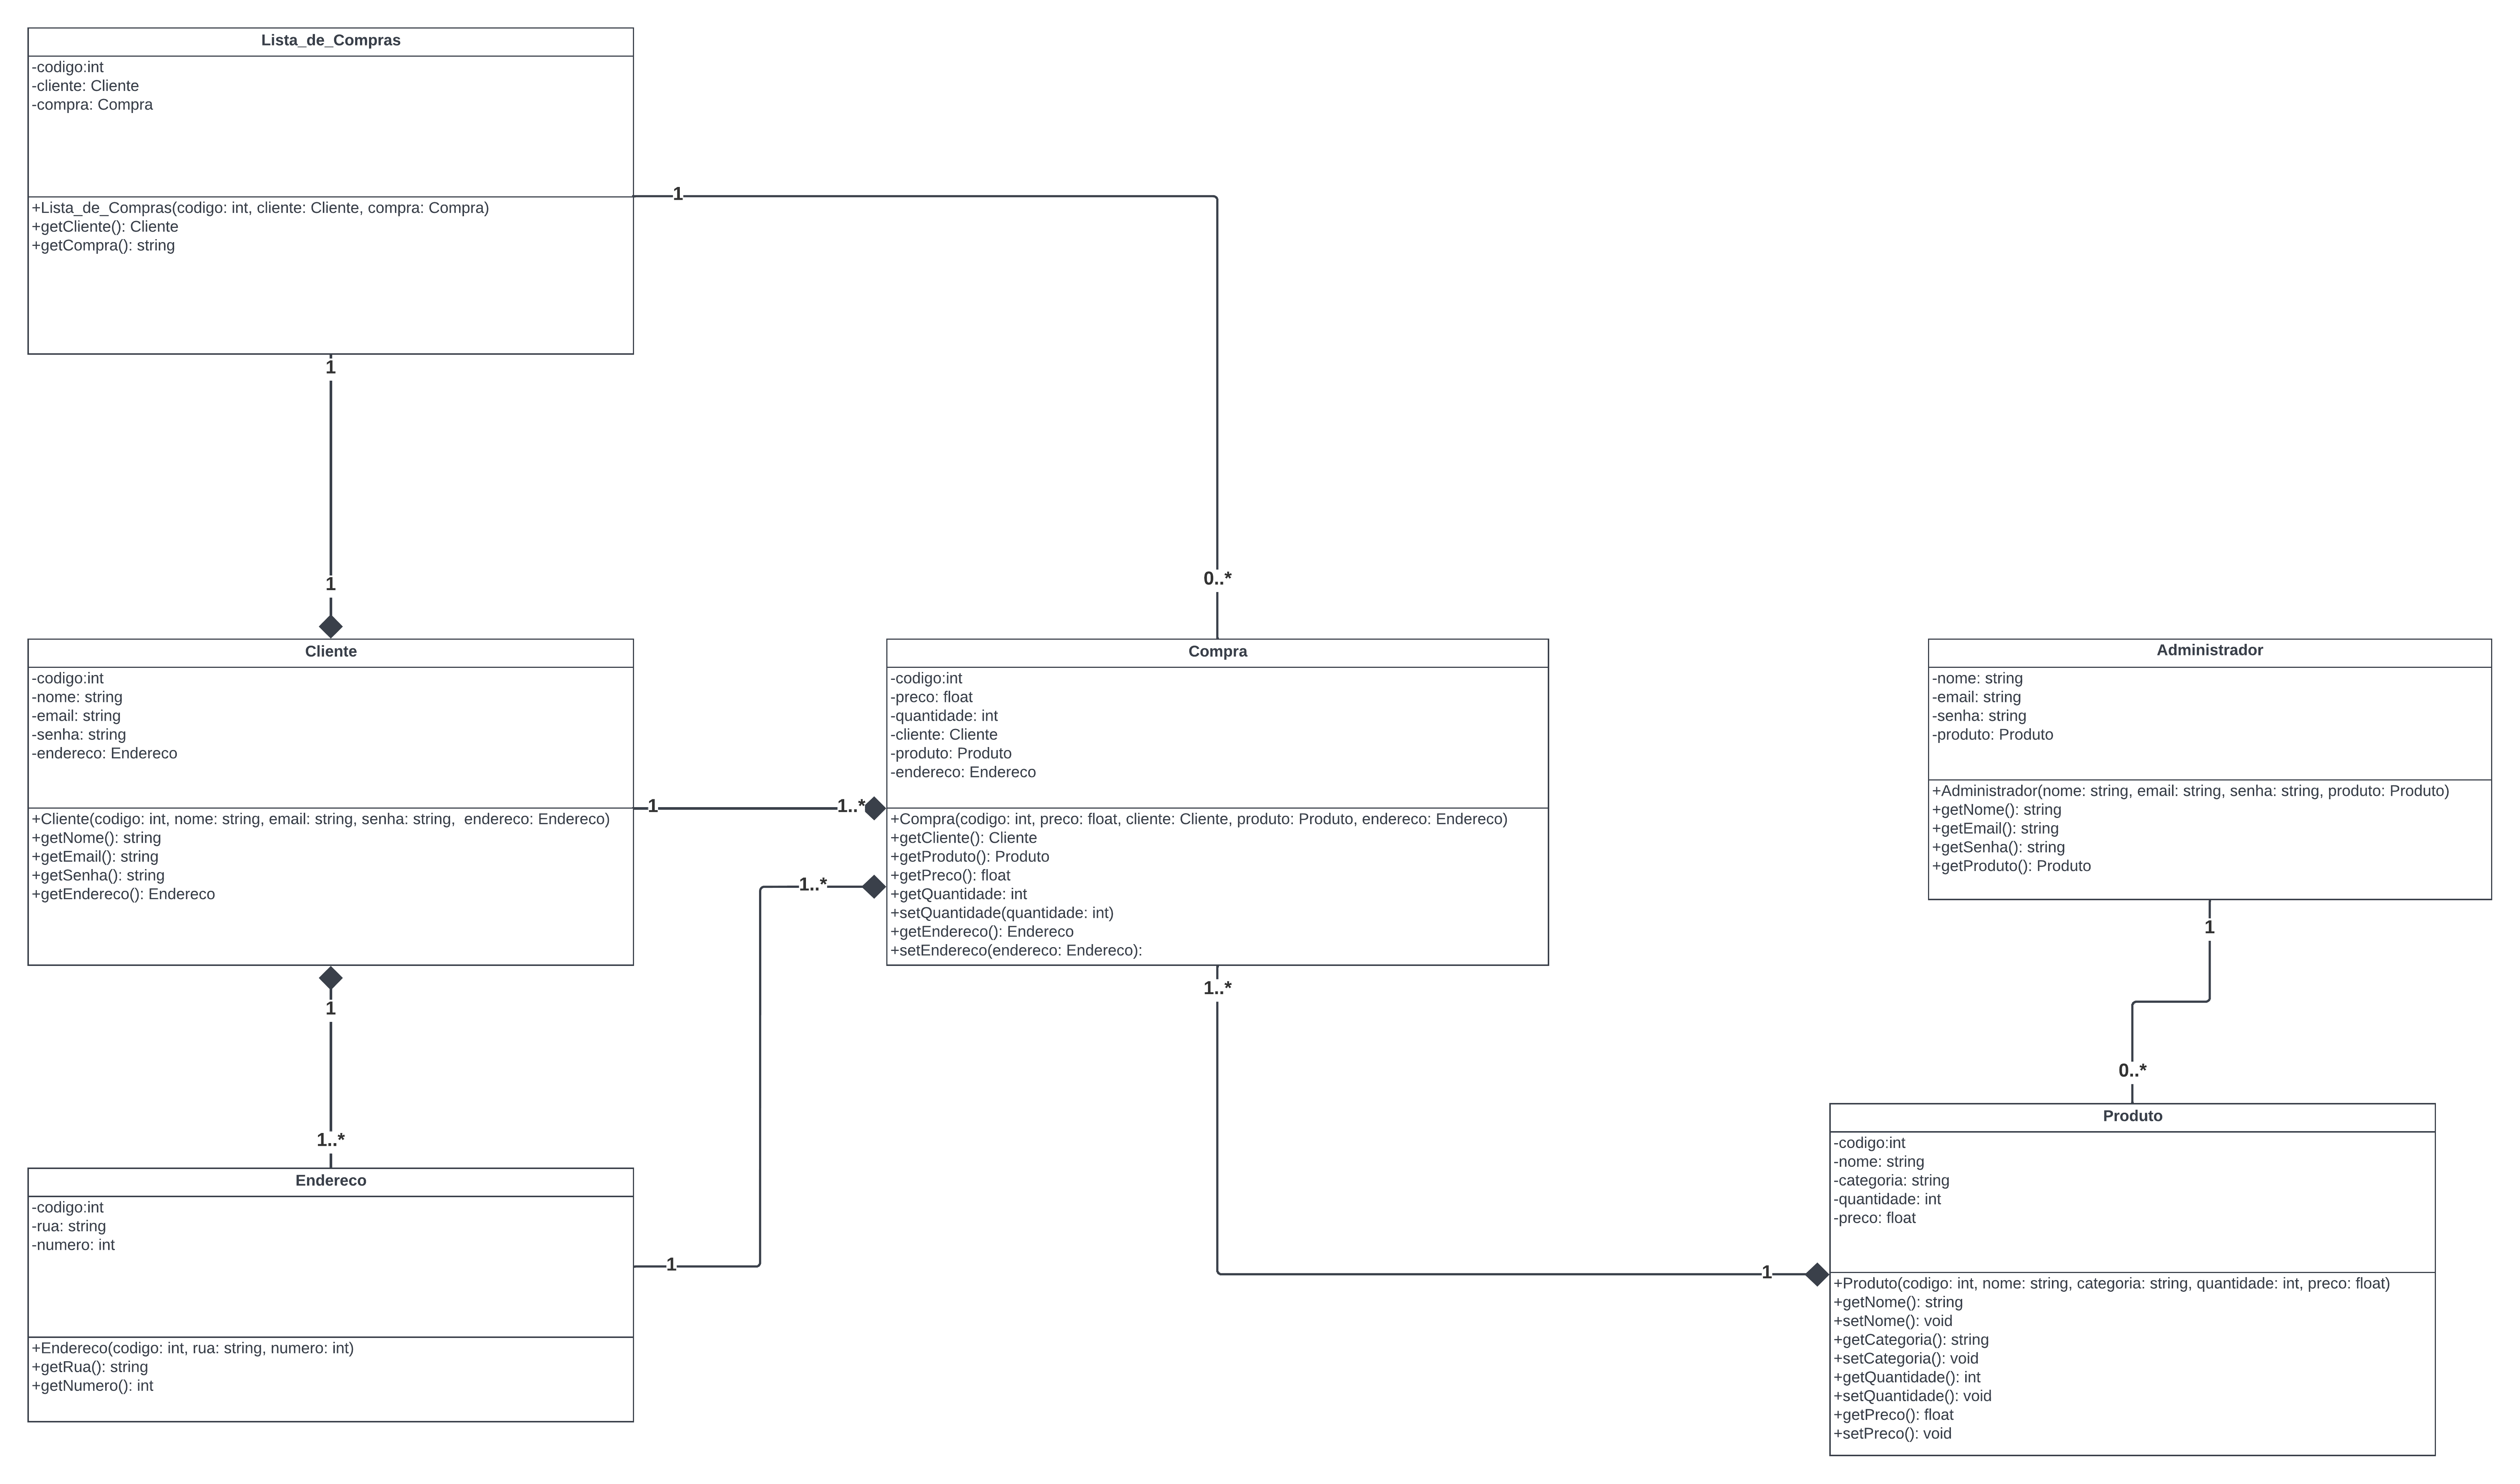 Lista_de_Compras
-codigo:int
-cliente: Cliente
-compra: Compra
+Lista_de_Compras(codigo: int, cliente: Cliente, compra: Compra)
+getCliente(): Cliente
+getCompra(): string
1
0..*
1
1
Cliente
-codigo:int
-nome: string
-email: string
-senha: string
-endereco: Endereco
+Cliente(codigo: int, nome: string, email: string, senha: string,  endereco: Endereco)
+getNome(): string
+getEmail(): string
+getSenha(): string
+getEndereco(): Endereco
1
1..*
Compra
-codigo:int
-preco: float
-quantidade: int
-cliente: Cliente
-produto: Produto
-endereco: Endereco
+Compra(codigo: int, preco: float, cliente: Cliente, produto: Produto, endereco: Endereco)
+getCliente(): Cliente
+getProduto(): Produto
+getPreco(): float
+getQuantidade: int
+setQuantidade(quantidade: int)
+getEndereco(): Endereco
+setEndereco(endereco: Endereco):
Administrador
-nome: string
-email: string
-senha: string
-produto: Produto
+Administrador(nome: string, email: string, senha: string, produto: Produto)
+getNome(): string
+getEmail(): string
+getSenha(): string
+getProduto(): Produto
1
0..*
1
1..*
Endereco
-codigo:int
-rua: string
-numero: int
+Endereco(codigo: int, rua: string, numero: int)
+getRua(): string
+getNumero(): int
1
1..*
1..*
1
Produto
-codigo:int
-nome: string
-categoria: string
-quantidade: int
-preco: float
+Produto(codigo: int, nome: string, categoria: string, quantidade: int, preco: float)
+getNome(): string
+setNome(): void
+getCategoria(): string
+setCategoria(): void
+getQuantidade(): int
+setQuantidade(): void
+getPreco(): float
+setPreco(): void